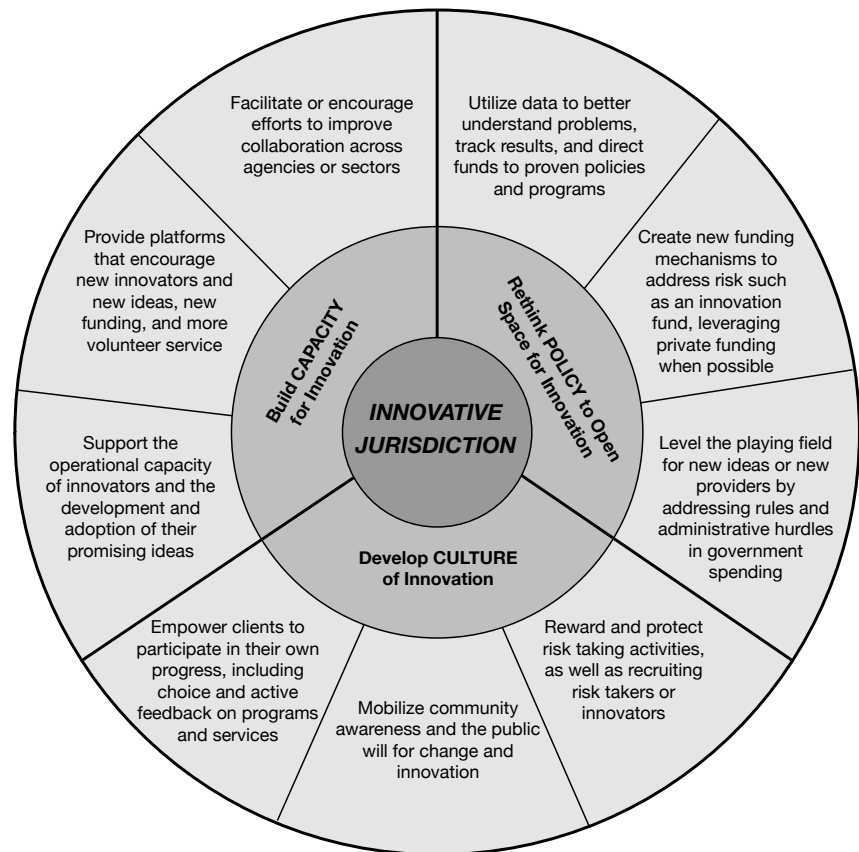 Facilitate or encourage
efforts to improve
collaboration across
agencies or sectors
Utilize data to better
understand problems,
track results, and direct
funds to proven policies
and programs
Provide platforms
that encourage
new innovators and
new ideas, new
funding, and more
volunteer service
Create new funding
mechanisms to
address risk such
as an innovation
fund, leveraging
private funding
when possible
Build CAPACITY
for Innovation
Rethink POLICY to Open
Space for Innovation
INNOVATIVE
JURISDICTION
Support the
operational capacity
of innovators and the
development and
adoption of their
promising ideas
Level the playing field
for new ideas or new
providers by
addressing rules and
administrative hurdles
in government
spending
Develop CULTURE
of Innovation
Empower clients to
participate in their own
progress, including
choice and active
feedback on programs
and services
Mobilize community
awareness and the public
will for change and
innovation
Reward and protect
risk taking activities,
as well as recruiting
risk takers or
innovators